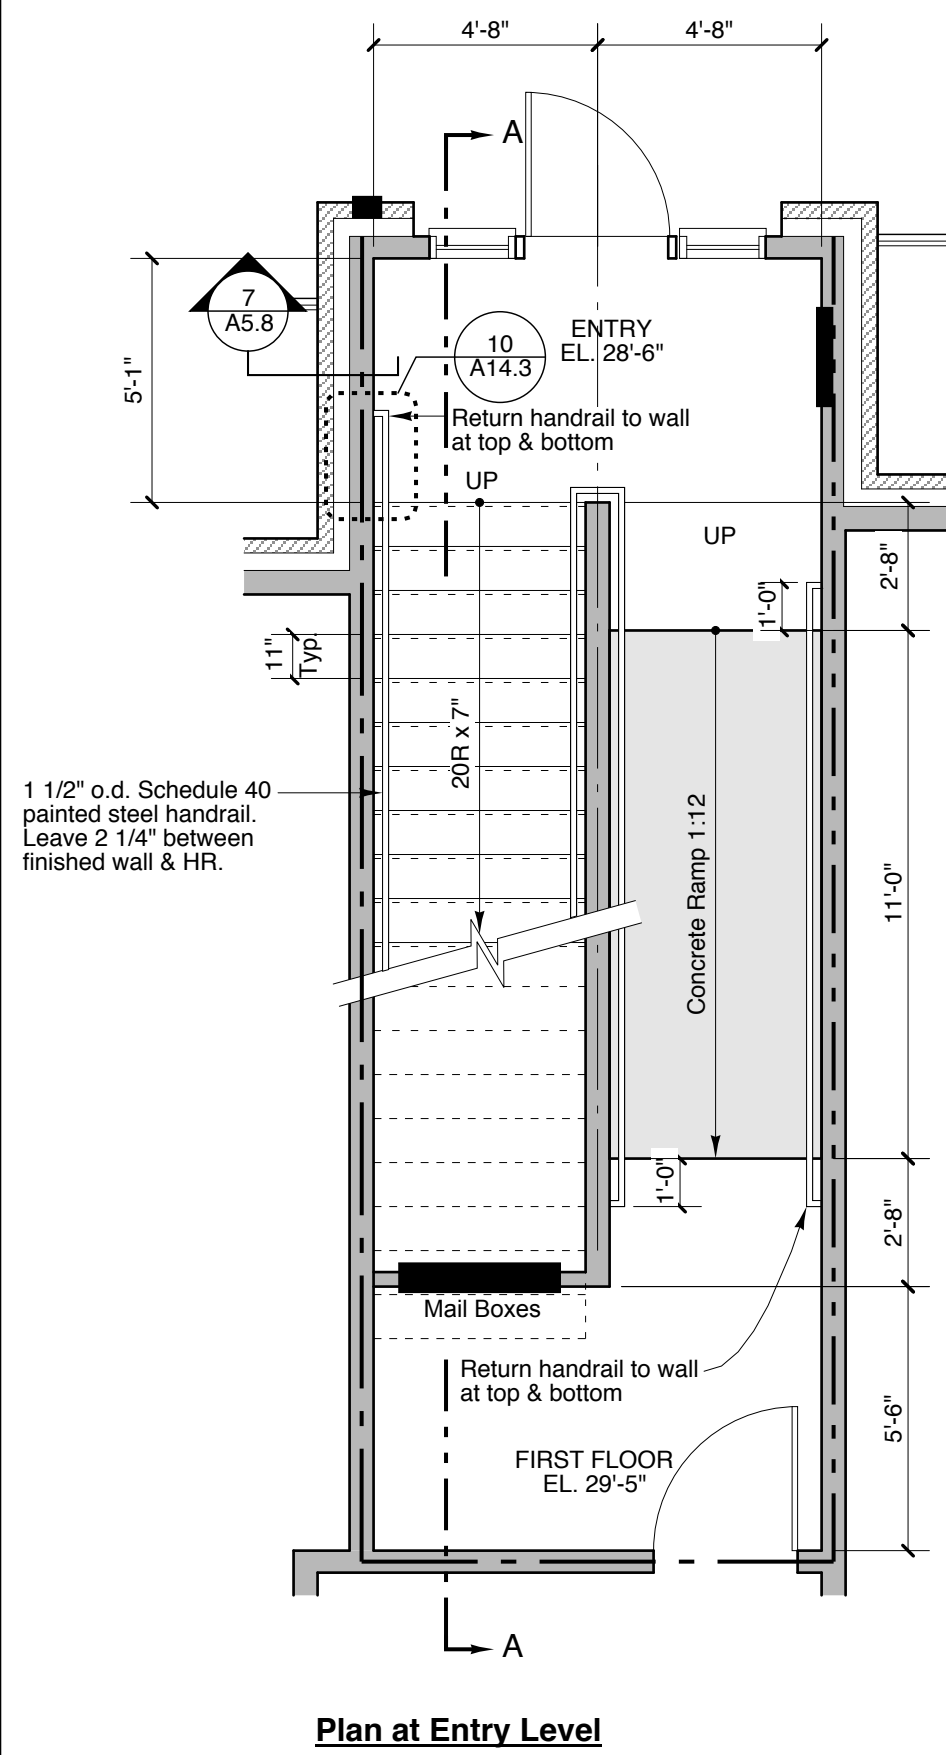 4'-8"
4'-8"
A
7
A5.8
10
A14.3
ENTRY
EL. 28'-6"
5'-1"
Return handrail to wall
at top & bottom
UP
UP
2'-8"
1'-0"
11"
Typ.
20R x 7"
1 1/2" o.d. Schedule 40
painted steel handrail.
Leave 2 1/4" between
finished wall & HR.
Concrete Ramp 1:12
11'-0"
1'-0"
2'-8"
Mail Boxes
Return handrail to wall
at top & bottom
5'-6"
FIRST FLOOR
EL. 29'-5"
A
Plan at Entry Level